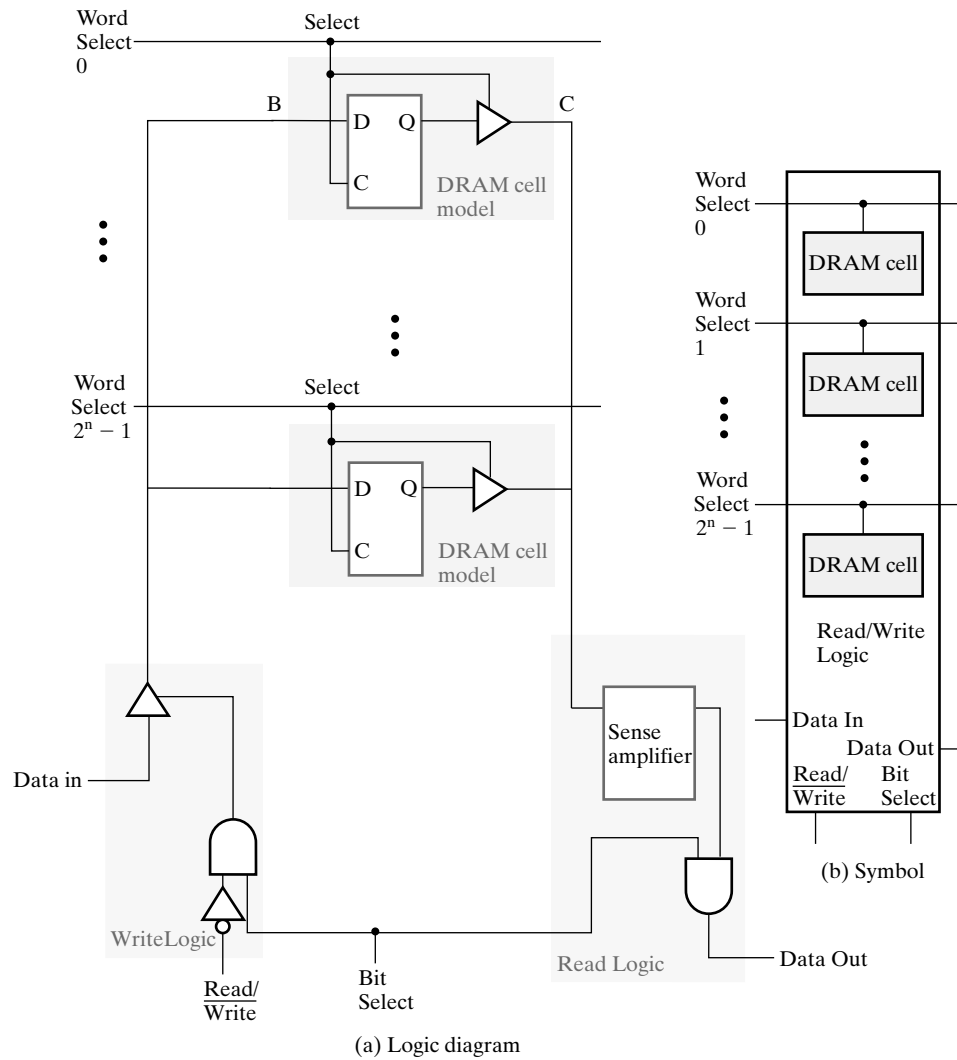 Word
Select
0
Select
B
C
D
Q
C
DRAM cell
model
Word
Select
2ⁿ − 1
Select
D
Q
C
DRAM cell
model
Sense
amplifier
Data in
WriteLogic
Read/
Write
Bit
Select
Read Logic
Data Out
(a) Logic diagram
Word
Select
0
DRAM cell
Word
Select
1
DRAM cell
Word
Select
2ⁿ − 1
DRAM cell
Read/Write
Logic
Data In
Data Out
Read/
Write
Bit
Select
(b) Symbol